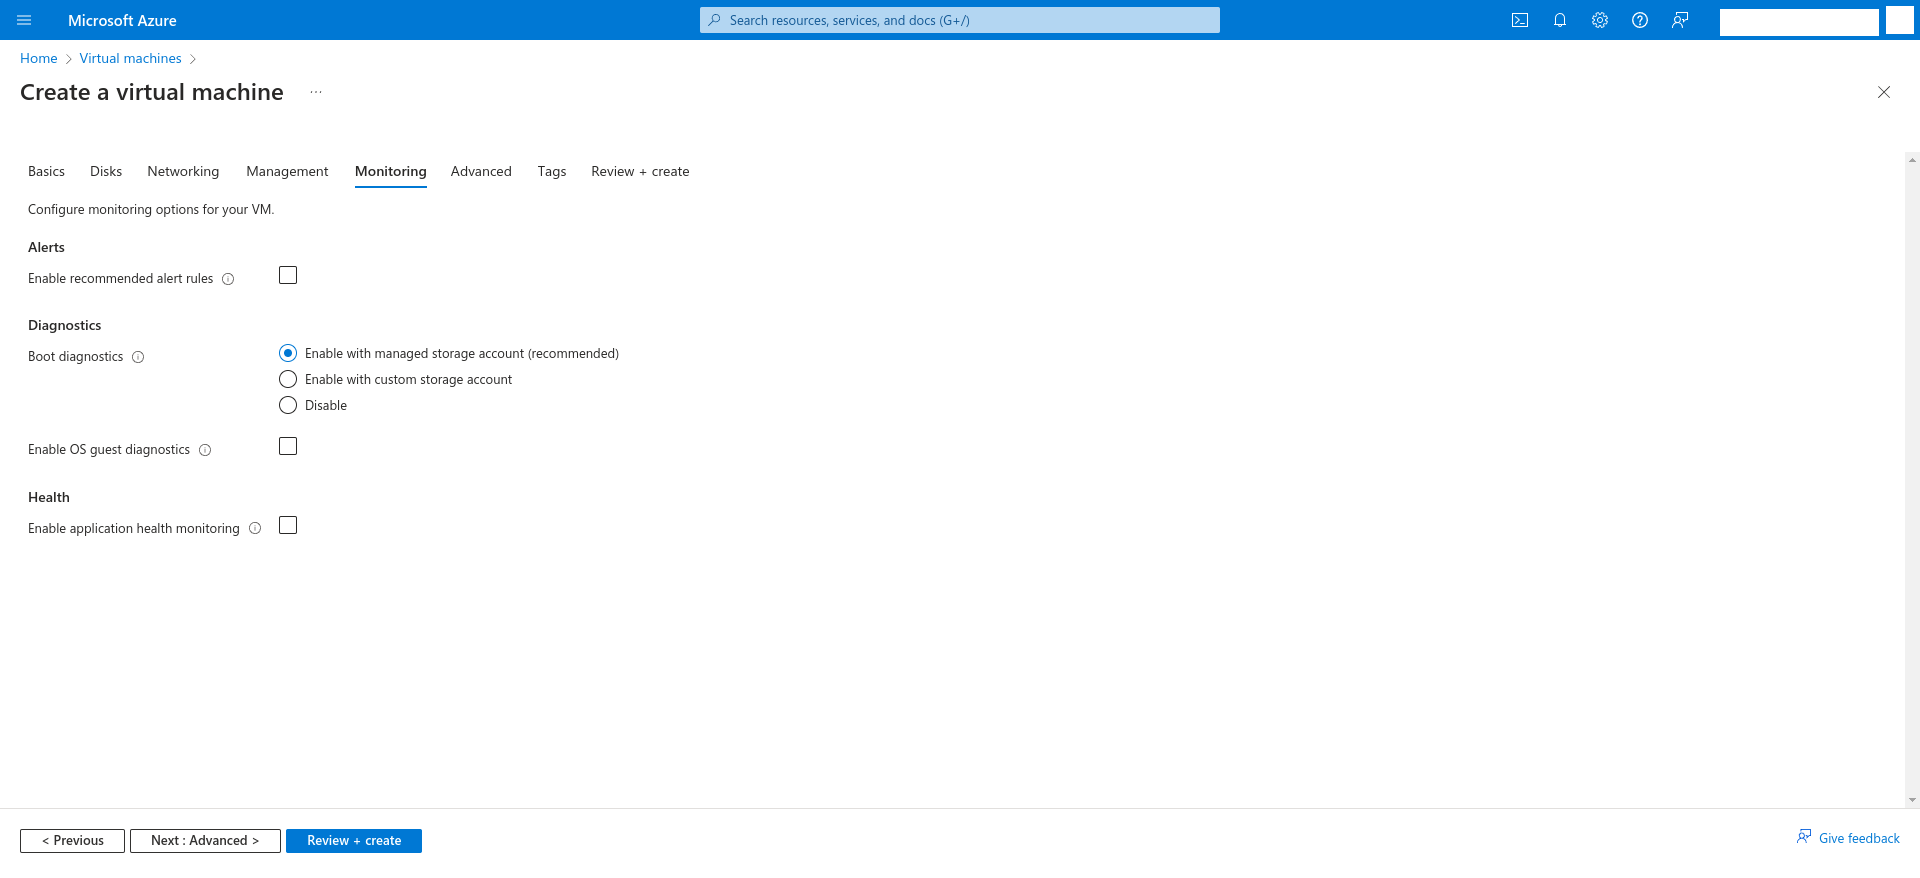 Microsoft Azure
Search resources, services, and docs (G+/)
Home > Virtual machines >
Create a virtual machine ...
Basics Disks Networking Management Monitoring Advanced Tags Review + create
Configure monitoring options for your VM.
Alerts
Enable recommended alert rules
Diagnostics
Boot diagnostics
Enable with managed storage account (recommended)
Enable with custom storage account
Disable
Enable OS guest diagnostics
Health
Enable application health monitoring
< Previous
Next : Advanced >
Review + create
Give feedback